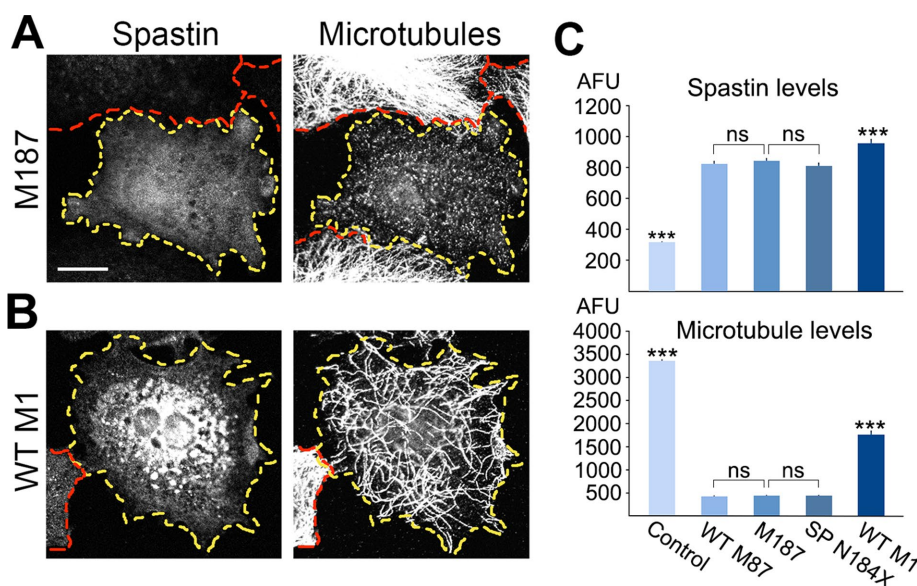 A
Spastin
Microtubules
M187
B
WT M1
C
AFU
Spastin levels
1200
1000
800
600
400
200
***
ns
ns
***
AFU
Microtubule levels
4000
3500
3000
2500
2000
1500
1000
500
***
ns
ns
***
Control
WT M87
M187
SP N184X
WT M1